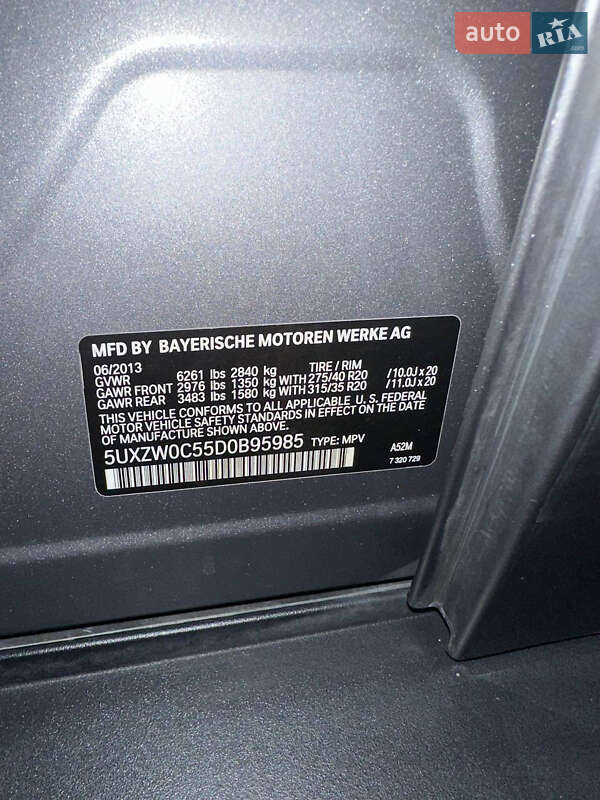 auto RIA.com
MFD BY BAYERISCHE MOTOREN WERKE AG
06/2013 TIRE / RIM
GVWR 6261 lbs 2840 kg
GAWR FRONT 2976 lbs 1350 kg WITH 275/40 R20 /10.0J x 20
GAWR REAR 3483 lbs 1580 kg WITH 315/35 R20 /11.0J x 20
THIS VEHICLE CONFORMS TO ALL APPLICABLE U.S. FEDERAL
MOTOR VEHICLE SAFETY STANDARDS IN EFFECT ON THE DATE
OF MANUFACTURE SHOWN ABOVE.
5UXZW0C55D0B95985 TYPE: MPV A52M
7 320 729